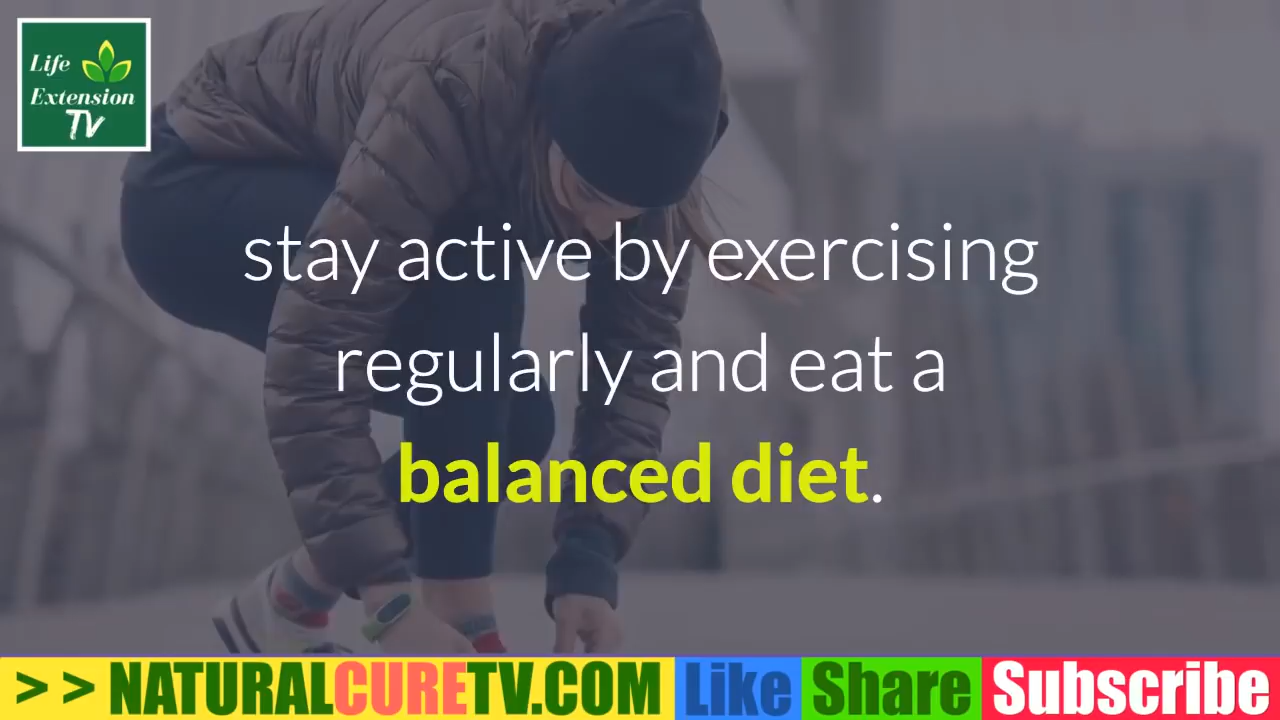 Life
Extension
TV
stay active by exercising
regularly and eat a
balanced diet.
> > NATURALCURETV.COM Like Share Subscribe